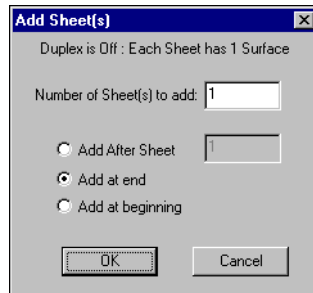 Add Sheet(s)
Duplex is Off : Each Sheet has 1 Surface
Number of Sheet(s) to add: 1
Add After Sheet 1
Add at end
Add at beginning
OK Cancel